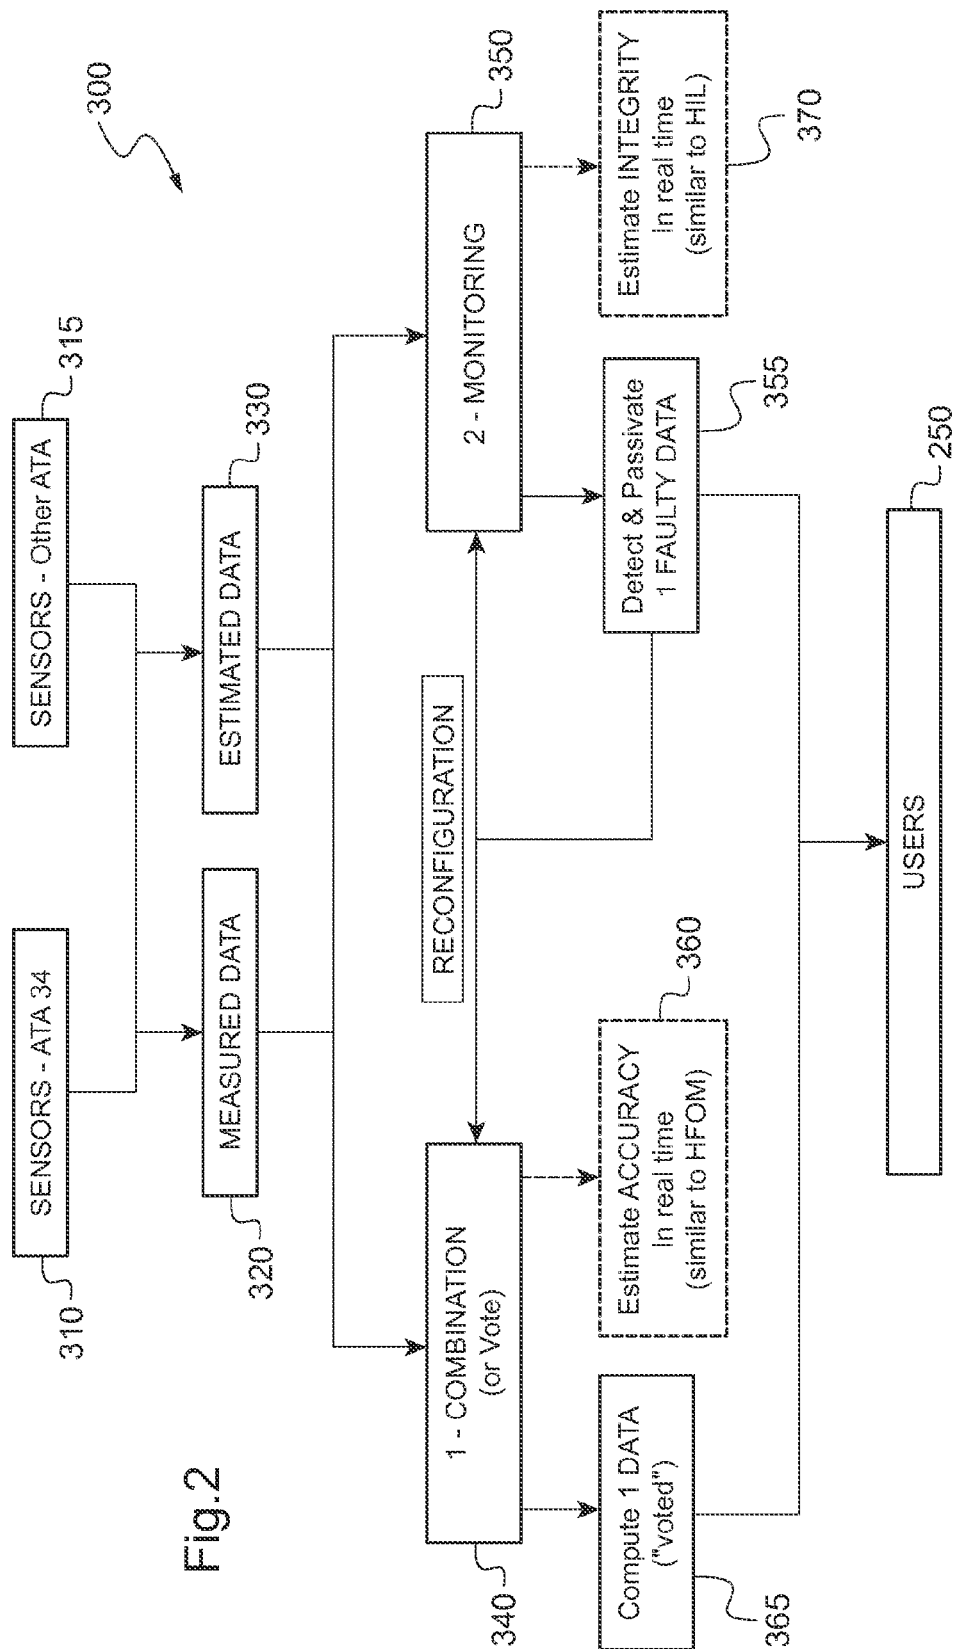 Fig.2
300
SENSORS - ATA 34
310
SENSORS - Other ATA
315
MEASURED DATA
320
ESTIMATED DATA
330
1 - COMBINATION
(or Vote)
340
RECONFIGURATION
2 - MONITORING
350
Compute 1 DATA
("voted")
365
Estimate ACCURACY
In real time
(similar to HFOM)
360
Detect & Passivate
1 FAULTY DATA
355
Estimate INTEGRITY
In real time
(similar to HIL)
370
USERS
250